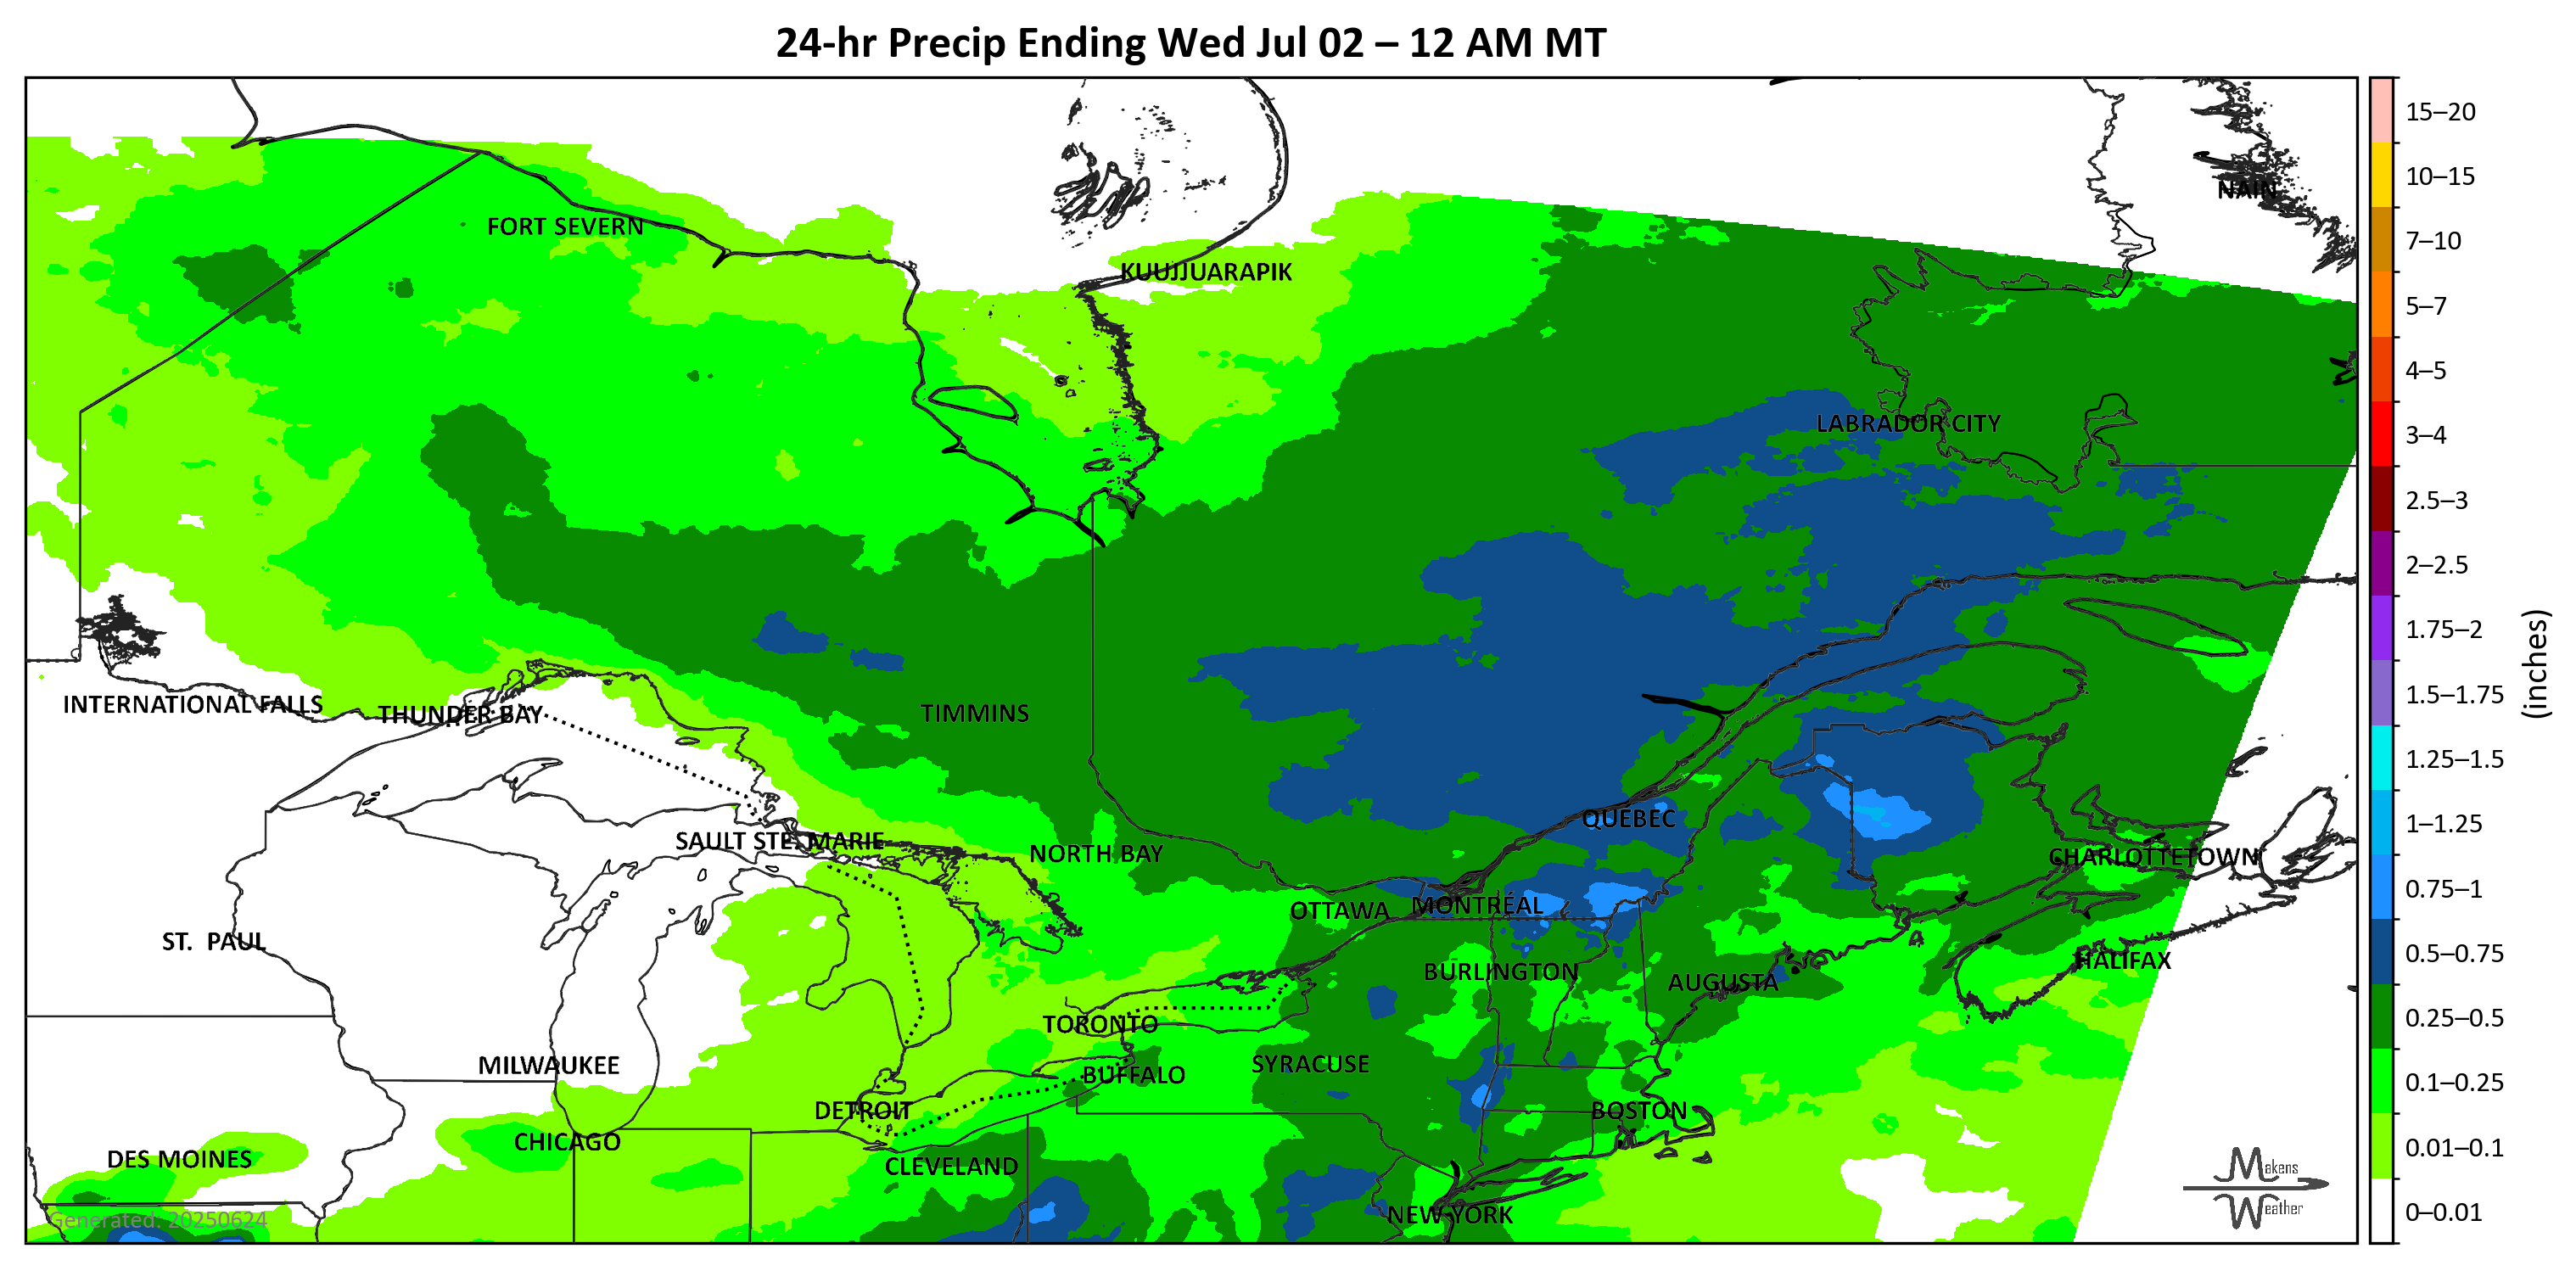 24-hr Precip Ending Wed Jul 02 – 12 AM MT
NAIN
FORT SEVERN
KUUJJUARAPIK
LABRADOR CITY
INTERNATIONAL FALLS
THUNDER BAY
TIMMINS
QUEBEC
SAULT STE. MARIE
NORTH BAY
CHARLOTTETOWN
OTTAWA
MONTRÉAL
ST. PAUL
BURLINGTON
AUGUSTA
HALIFAX
TORONTO
MILWAUKEE
BUFFALO
SYRACUSE
DETROIT
BOSTON
CHICAGO
DES MOINES
CLEVELAND
NEW YORK
Generated: 20250624
Makens
Weather
15–20
10–15
7–10
5–7
4–5
3–4
2.5–3
2–2.5
1.75–2
1.5–1.75
1.25–1.5
1–1.25
0.75–1
0.5–0.75
0.25–0.5
0.1–0.25
0.01–0.1
0–0.01
(inches)